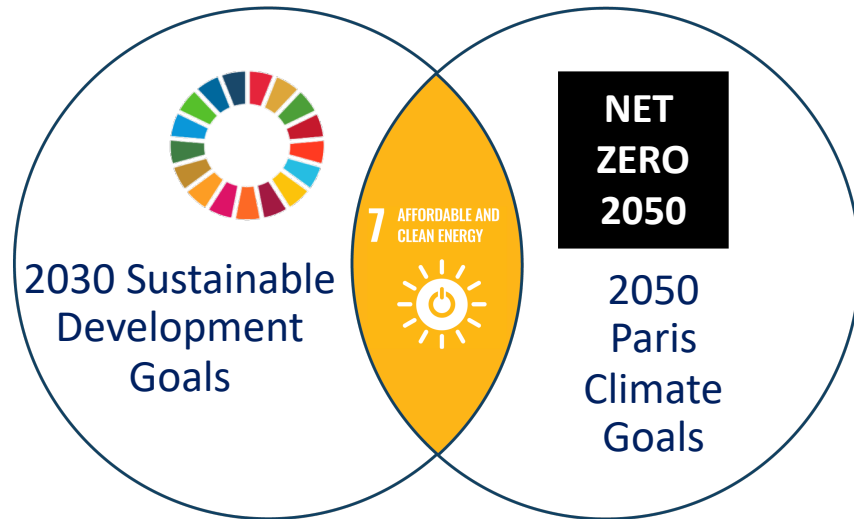 2030 Sustainable
Development
Goals
7 AFFORDABLE AND
CLEAN ENERGY
NET
ZERO
2050
2050
Paris
Climate
Goals